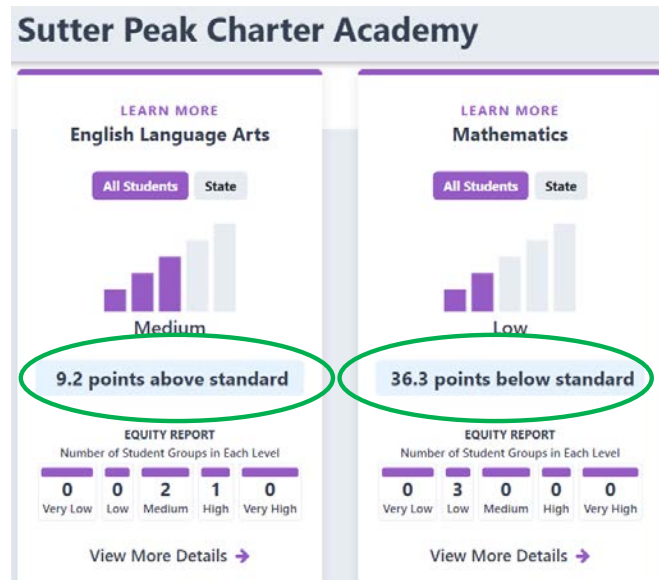 Sutter Peak Charter Academy
LEARN MORE
English Language Arts
All Students State
Medium
9.2 points above standard
EQUITY REPORT
Number of Student Groups in Each Level
0 0 2 1 0
Very Low Low Medium High Very High
View More Details →
LEARN MORE
Mathematics
All Students State
Low
36.3 points below standard
EQUITY REPORT
Number of Student Groups in Each Level
0 3 0 0 0
Very Low Low Medium High Very High
View More Details →